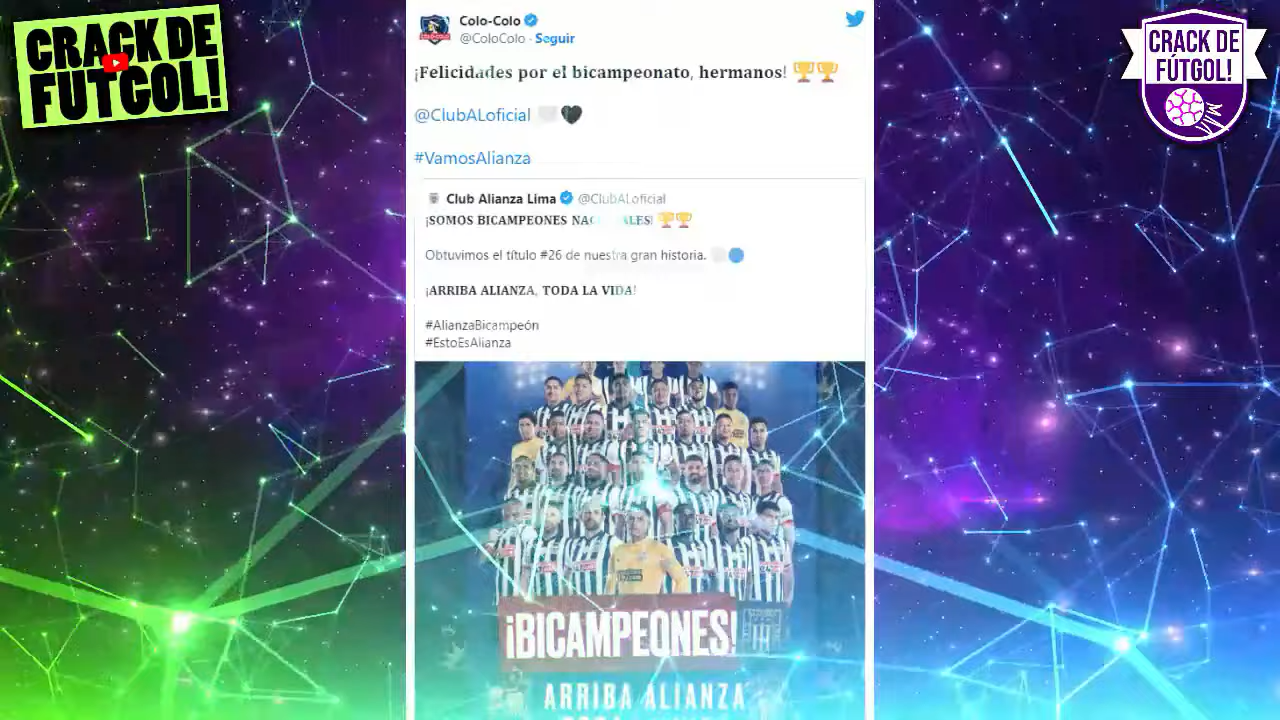 CRACK DE
FUTGOL!
CRACK DE
FÚTGOL!
Colo-Colo
@ColoColo · Seguir
¡Felicidades por el bicampeonato, hermanos! 🏆🏆
@ClubALoficial 🤍🖤
#VamosAlianza
Club Alianza Lima @ClubALoficial
¡SOMOS BICAMPEONES NACIONALES! 🏆🏆
Obtuvimos el título #26 de nuestra gran historia. ⚪🔵
¡ARRIBA ALIANZA, TODA LA VIDA!
#AlianzaBicampeón
#EstoEsAlianza
¡BICAMPEONES!
ARRIBA ALIANZA